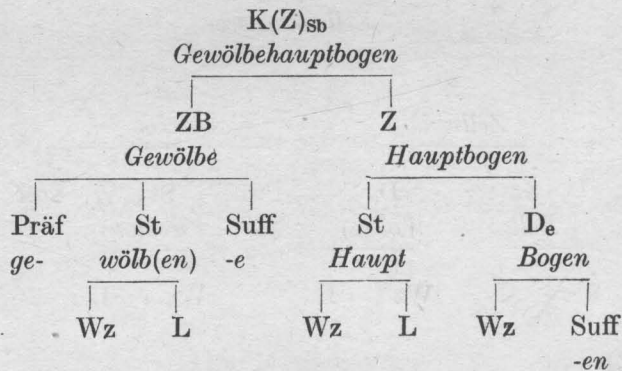 K(Z)Sb
Gewölbehauptbogen
ZB Z
Gewölbe Hauptbogen
Präf St Suff St De
ge- wölb(en) -e Haupt Bogen
Wz L Wz L Wz Suff
-en